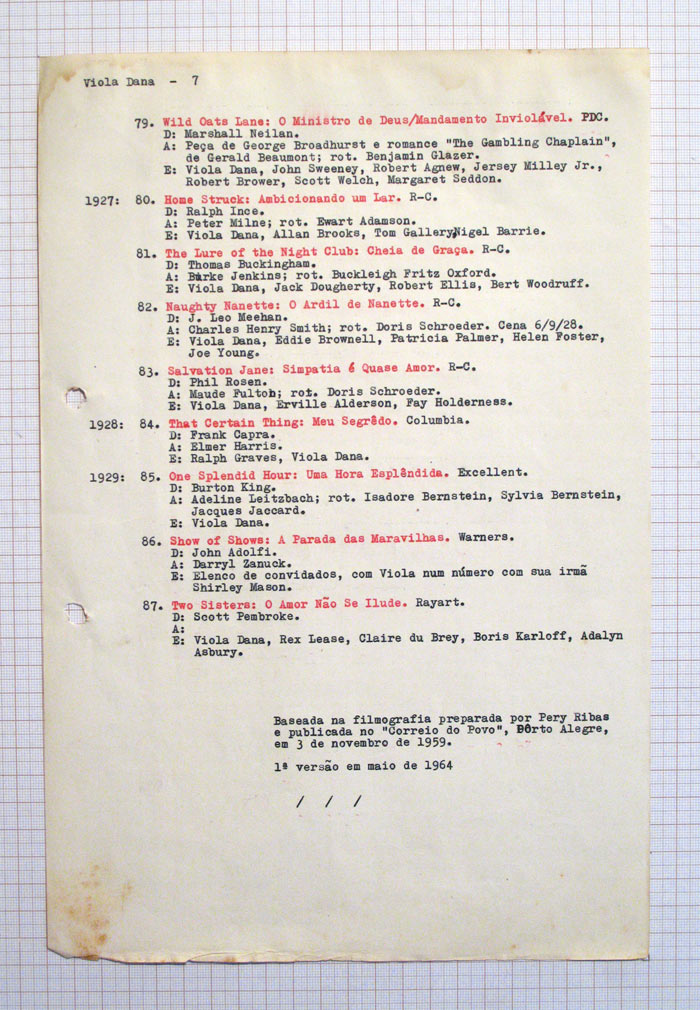 Viola Dana - 7
79. Wild Oats Lane: O Ministro de Deus/Mandamento Inviolável. PDC.
D: Marshall Neilan.
A: Peça de George Broadhurst e romance "The Gambling Chaplain",
de Gerald Beaumont; rot. Benjamin Glazer.
E: Viola Dana, John Sweeney, Robert Agnew, Jersey Milley Jr.,
Robert Brower, Scott Welch, Margaret Seddon.
1927: 80. Home Struck: Ambicionando um Lar. R-C.
D: Ralph Ince.
A: Peter Milne; rot. Ewart Adamson.
E: Viola Dana, Allan Brooks, Tom Gallery,Nigel Barrie.
81. The Lure of the Night Club: Cheia de Graça. R-C.
D: Thomas Buckingham.
A: Burke Jenkins; rot. Buckleigh Fritz Oxford.
E: Viola Dana, Jack Dougherty, Robert Ellis, Bert Woodruff.
82. Naughty Nanette: O Ardil de Nanette. R-C.
D: J. Leo Meehan.
A: Charles Henry Smith; rot. Doris Schroeder. Cena 6/9/28.
E: Viola Dana, Eddie Brownell, Patricia Palmer, Helen Foster,
Joe Young.
83. Salvation Jane: Simpatia é Quase Amor. R-C.
D: Phil Rosen.
A: Maude Fulton; rot. Doris Schroeder.
E: Viola Dana, Erville Alderson, Fay Holderness.
1928: 84. That Certain Thing: Meu Segrêdo. Columbia.
D: Frank Capra.
A: Elmer Harris.
E: Ralph Graves, Viola Dana.
1929: 85. One Splendid Hour: Uma Hora Esplêndida. Excellent.
D: Burton King.
A: Adeline Leitzbach; rot. Isadore Bernstein, Sylvia Bernstein,
Jacques Jaccard.
E: Viola Dana.
86. Show of Shows: A Parada das Maravilhas. Warners.
D: John Adolfi.
A: Darryl Zanuck.
E: Elenco de convidados, com Viola num número com sua irmã
Shirley Mason.
87. Two Sisters: O Amor Não Se Ilude. Rayart.
D: Scott Pembroke.
A:
E: Viola Dana, Rex Lease, Claire du Brey, Boris Karloff, Adalyn
Asbury.
Baseada na filmografia preparada por Pery Ribas
e publicada no "Correio do Povo", Pôrto Alegre,
em 3 de novembro de 1959.
1ª versão em maio de 1964
/ / /